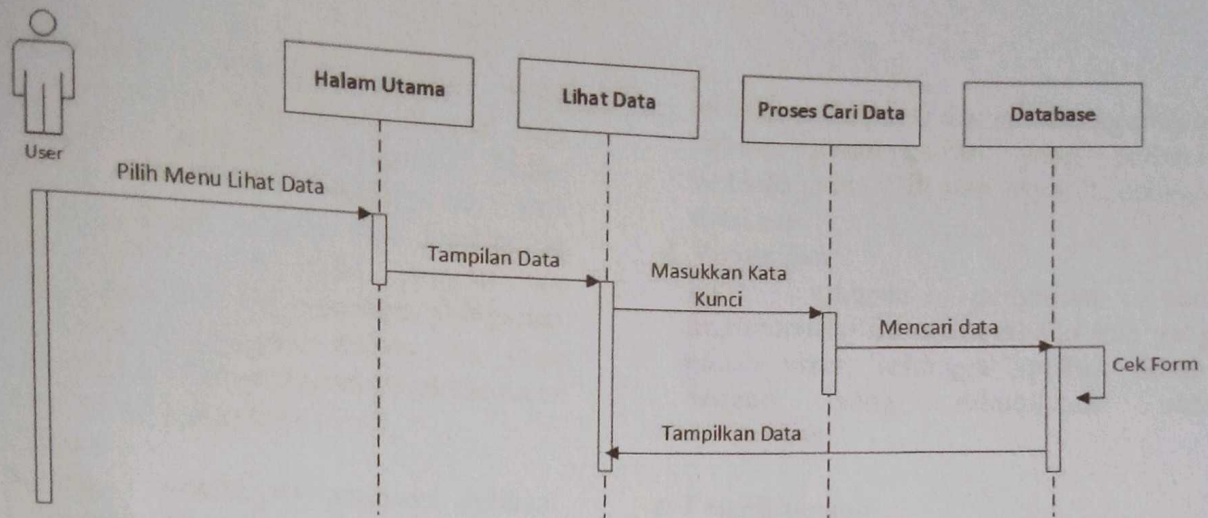 Halam Utama
Lihat Data
Proses Cari Data
Database
User
Pilih Menu Lihat Data
Tampilan Data
Masukkan Kata
Kunci
Mencari data
Cek Form
Tampilkan Data